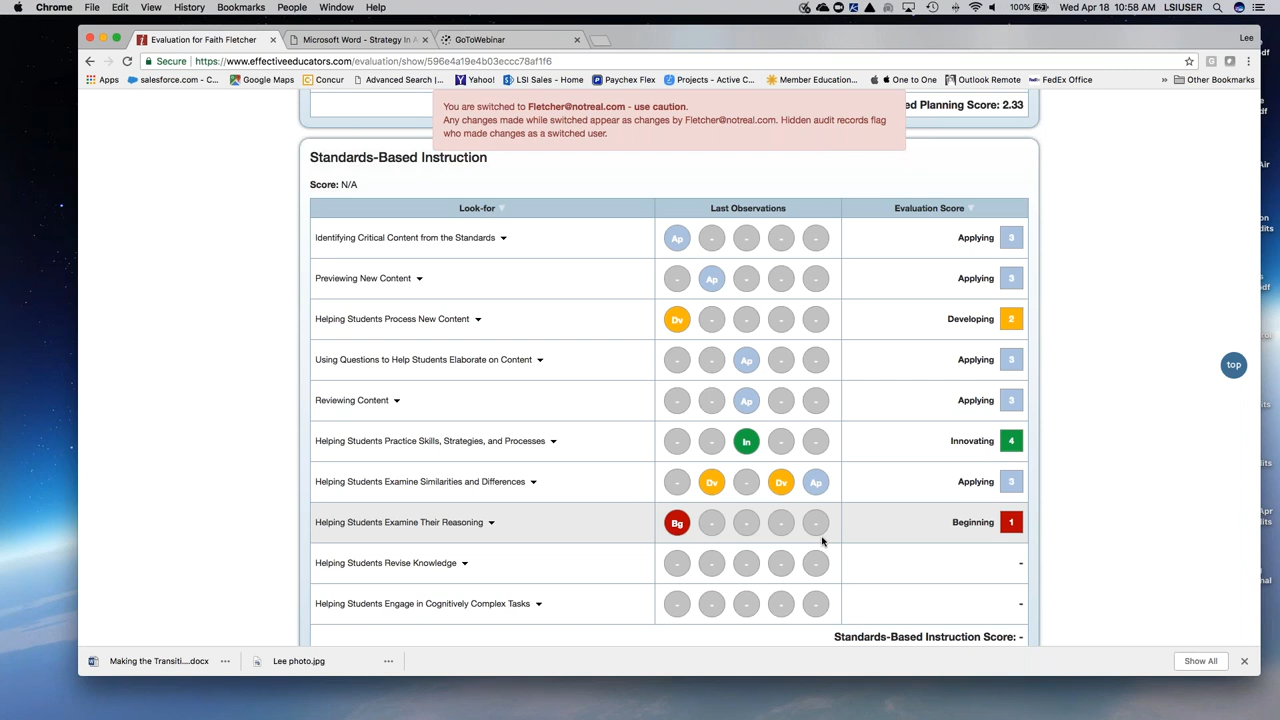 Chrome File Edit View History Bookmarks People Window Help 100% Wed Apr 18 10:58 AM LSIUSER
Evaluation for Faith Fletcher × Microsoft Word - Strategy In A × GoToWebinar × Lee
Secure https://www.effectiveeducators.com/evaluation/show/596e4a19e4b03eccc78af1f6
Apps salesforce.com - C... Google Maps Concur Advanced Search |... Yahoo! LSI Sales - Home Paychex Flex Projects - Active C... Member Education... One to One Outlook Remote FedEx Office » Other Bookmarks
You are switched to Fletcher@notreal.com - use caution.
Any changes made while switched appear as changes by Fletcher@notreal.com. Hidden audit records flag
who made changes as a switched user.
ed Planning Score: 2.33
Standards-Based Instruction
Score: N/A
Look-for Last Observations Evaluation Score
Identifying Critical Content from the Standards Ap - - - - Applying 3
Previewing New Content - Ap - - - Applying 3
Helping Students Process New Content Dv - - - - Developing 2
Using Questions to Help Students Elaborate on Content - - Ap - - Applying 3
Reviewing Content - - Ap - - Applying 3
Helping Students Practice Skills, Strategies, and Processes - - In - - Innovating 4
Helping Students Examine Similarities and Differences - Dv - Dv Ap Applying 3
Helping Students Examine Their Reasoning Bg - - - - Beginning 1
Helping Students Revise Knowledge - - - - - -
Helping Students Engage in Cognitively Complex Tasks - - - - - -
Standards-Based Instruction Score: -
top
Making the Transiti....docx Lee photo.jpg Show All